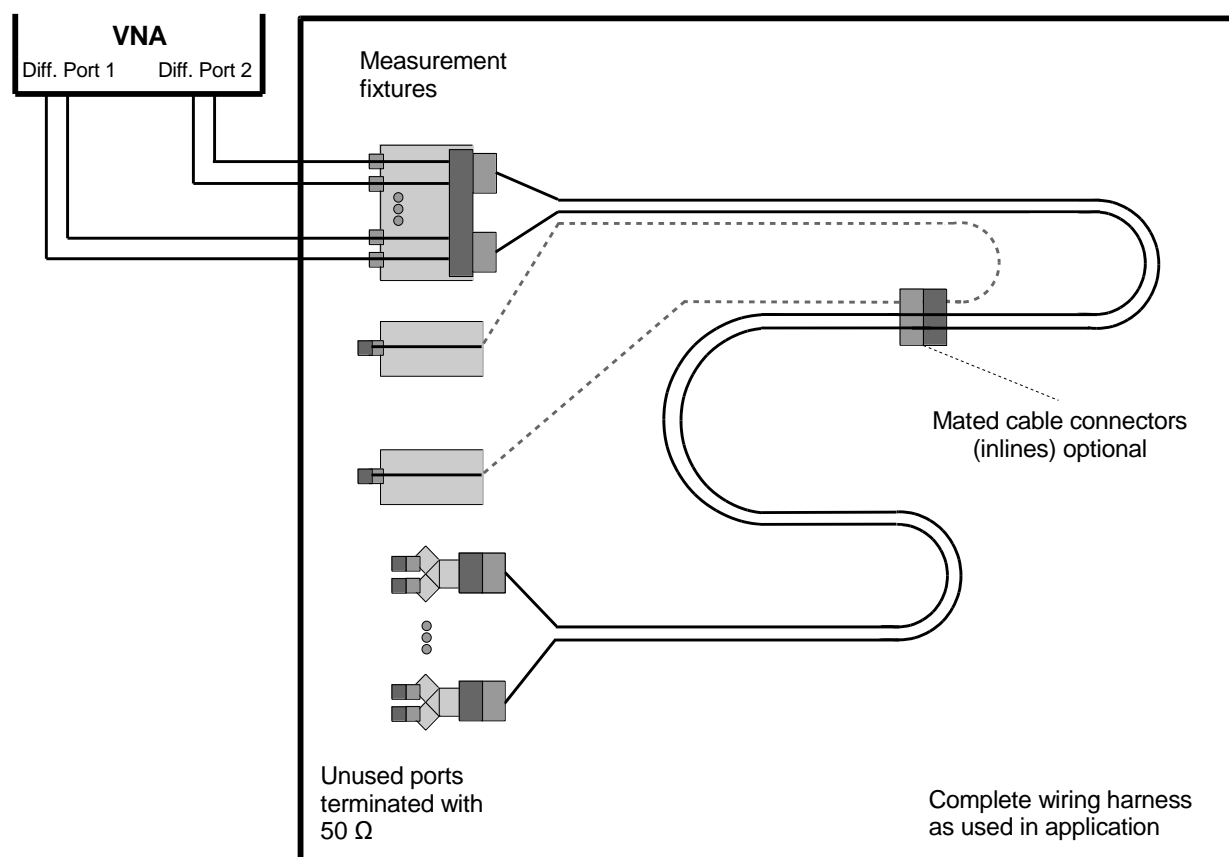 VNA
Diff. Port 1 Diff. Port 2
Measurement
fixtures
Mated cable connectors
(inlines) optional
Unused ports
terminated with
50 Ω
Complete wiring harness
as used in application